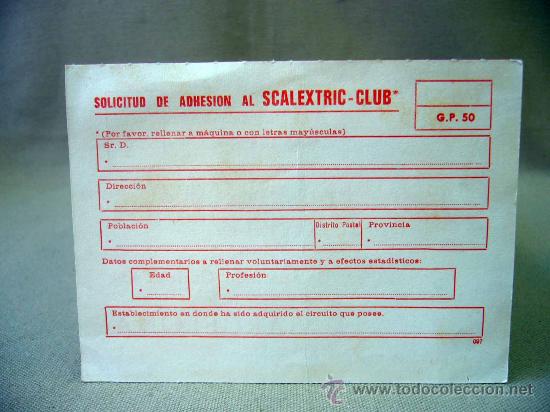 SOLICITUD DE ADHESION AL SCALEXTRIC-CLUB*
G.P. 50
* (Por favor, rellenar a máquina o con letras mayúsculas)
Sr. D.
Dirección
Población
Distrito Postal
Provincia
Datos complementarios a rellenar voluntariamente y a efectos estadísticos:
Edad
Profesión
Establecimiento en donde ha sido adquirido el circuito que posee.
097
todocoleccion
www.todocoleccion.net